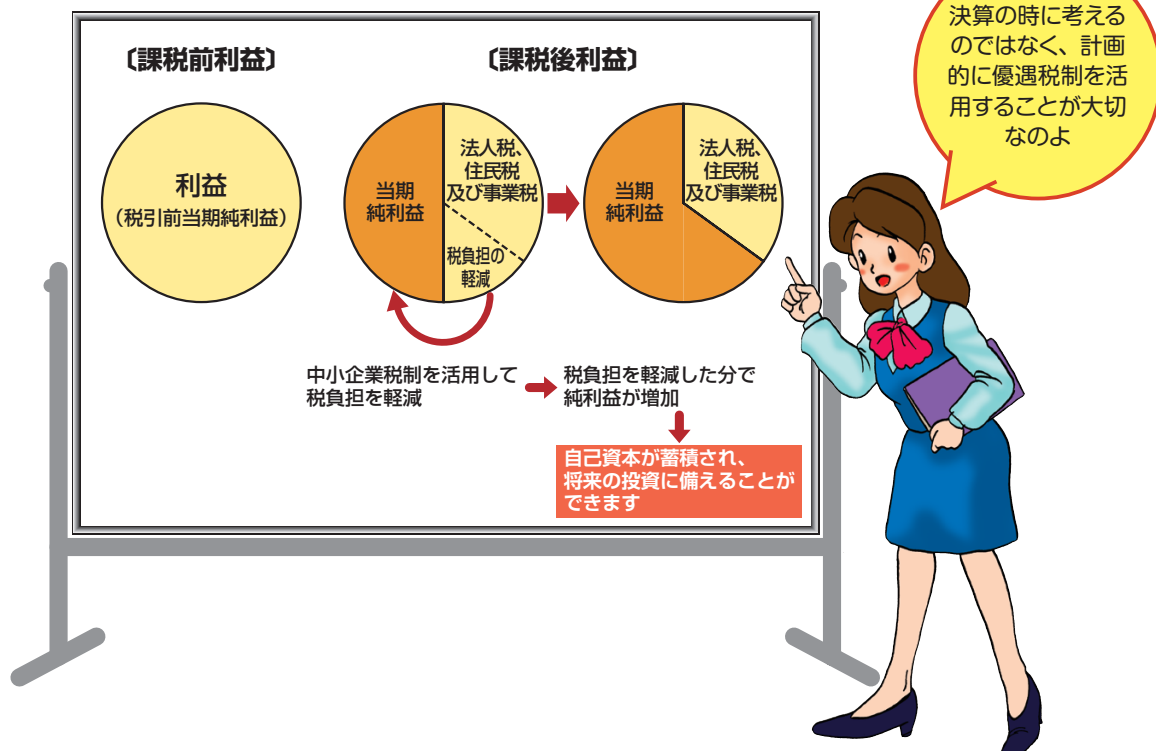 決算の時に考える
のではなく、計画
的に優遇税制を活
用することが大切
なのよ
〔課税前利益〕
〔課税後利益〕
利益
（税引前当期純利益）
当期
純利益
法人税、
住民税
及び事業税
税負担の
軽減
当期
純利益
法人税、
住民税
及び事業税
中小企業税制を活用して
税負担を軽減
税負担を軽減した分で
純利益が増加
自己資本が蓄積され、
将来の投資に備えることが
できます